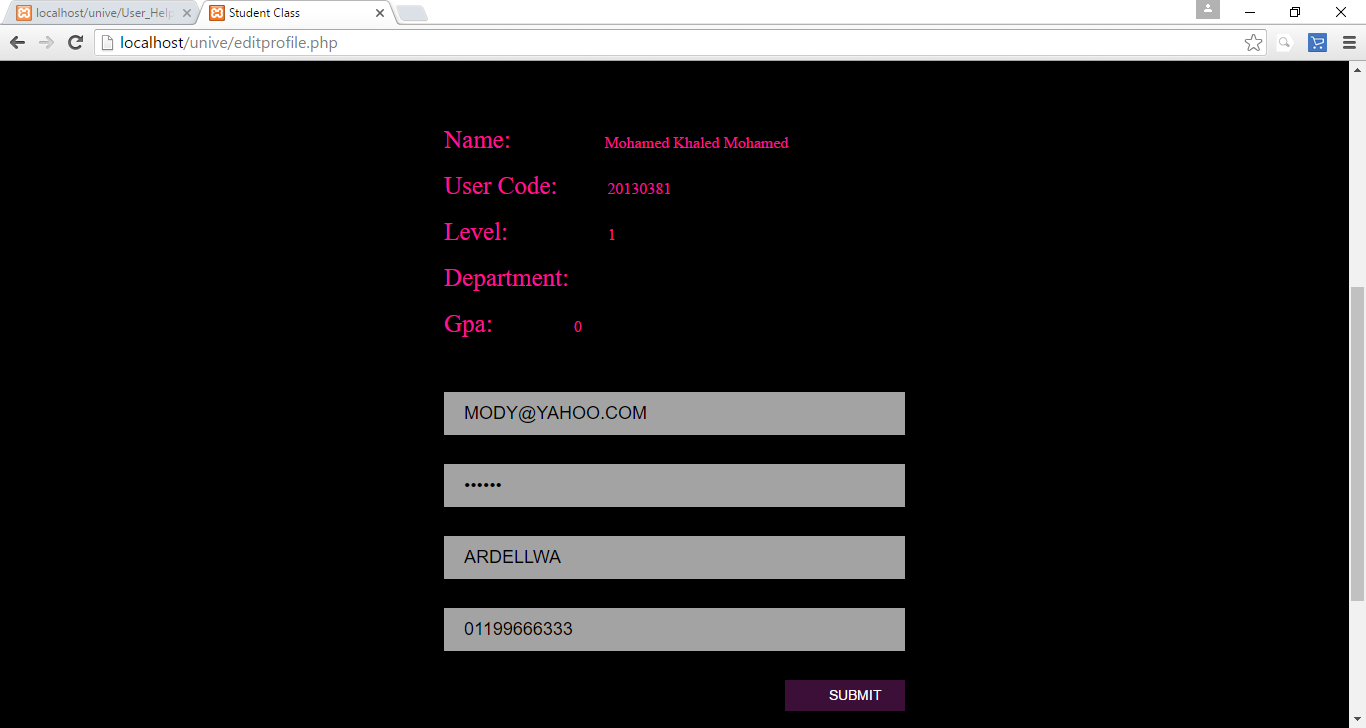 localhost/unive/User_Help
Student Class
localhost/unive/editprofile.php
Name: Mohamed Khaled Mohamed
User Code: 20130381
Level: 1
Department:
Gpa: 0
MODY@YAHOO.COM
••••••
ARDELLWA
01199666333
SUBMIT